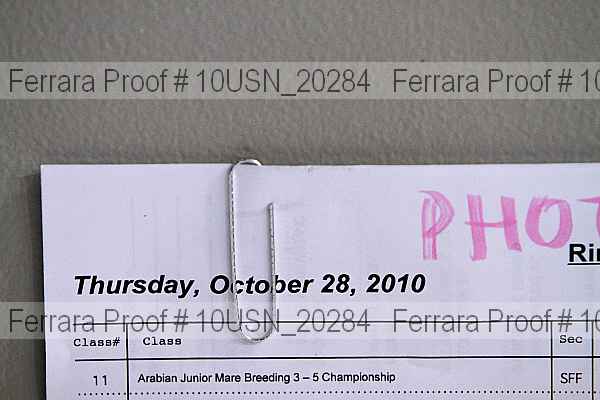 Ferrara Proof # 10USN_20284 Ferrara Proof # 10
PHOT
Rin
Thursday, October 28, 2010
Ferrara Proof # 10USN_20284 Ferrara Proof # 10
Class# Class Sec
11 Arabian Junior Mare Breeding 3 – 5 Championship SFF